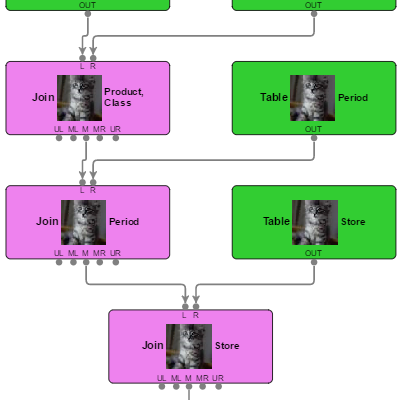 OUT OUT
L R
Join Product, Class
Table Period
UL ML M MR UR OUT
L R
Join Period
Table Store
UL ML M MR UR OUT
L R
Join Store
UL ML M MR UR